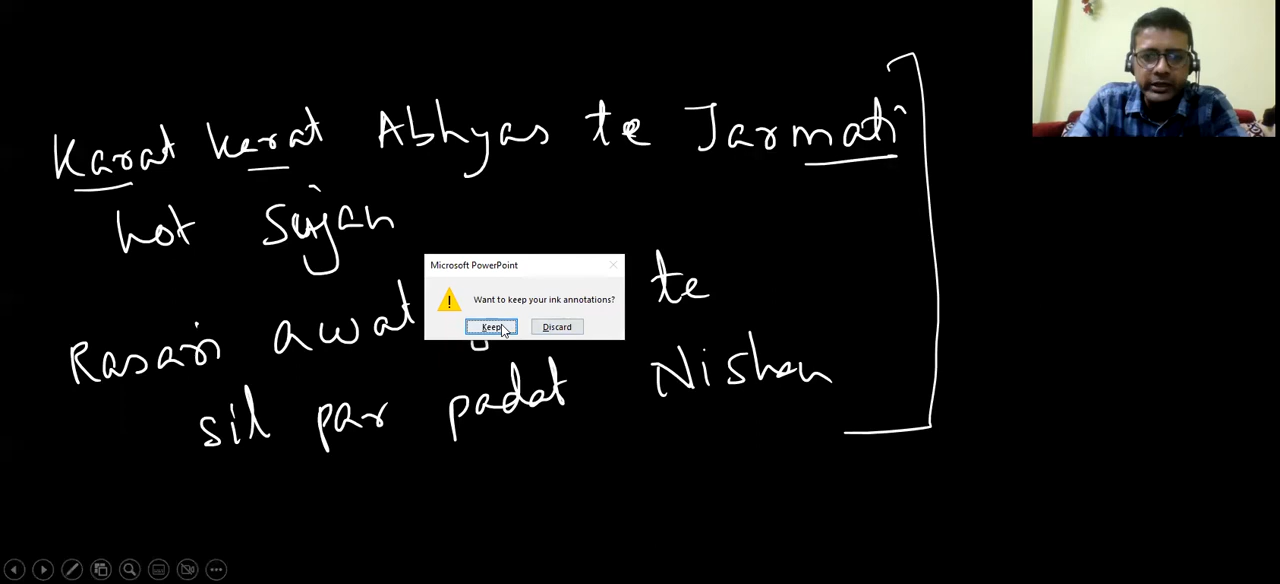 Karat kerat Abhyas te Jarmati
hot Sujan
Microsoft PowerPoint
Want to keep your ink annotations?
Keep Discard
Rasari awat te
sil par padat Nishan